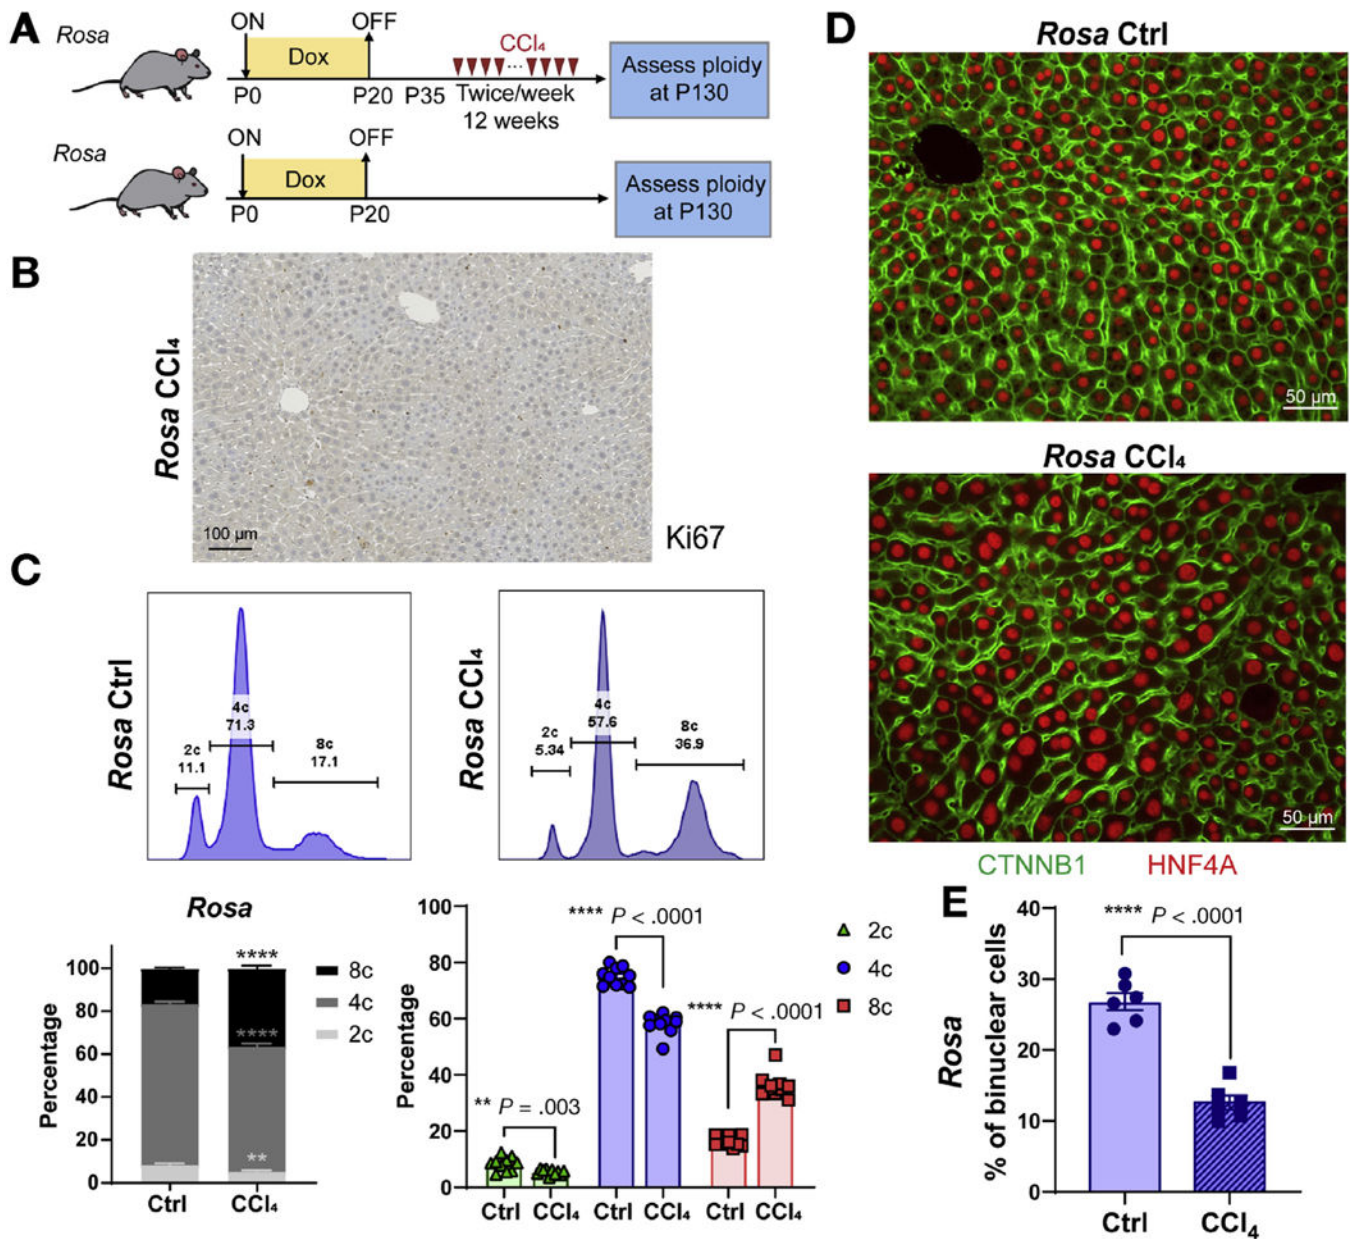 A
Rosa
ON
OFF
Dox
CCl₄
...
P0
P20
P35
Twice/week
12 weeks
Assess ploidy
at P130
Rosa
ON
OFF
Dox
P0
P20
Assess ploidy
at P130
B
Rosa CCl₄
100 µm
Ki67
C
Rosa Ctrl
2c
11.1
4c
71.3
8c
17.1
Rosa CCl₄
2c
5.34
4c
57.6
8c
36.9
Rosa
Percentage
100
80
60
40
20
0
****
****
**
Ctrl
CCl₄
8c
4c
2c
Percentage
100
80
60
40
20
0
** P = .003
**** P < .0001
**** P < .0001
Ctrl
CCl₄
Ctrl
CCl₄
Ctrl
CCl₄
2c
4c
8c
D
Rosa Ctrl
50 µm
Rosa CCl₄
50 µm
CTNNB1
HNF4A
E
Rosa
% of binuclear cells
40
30
20
10
0
**** P < .0001
Ctrl
CCl₄